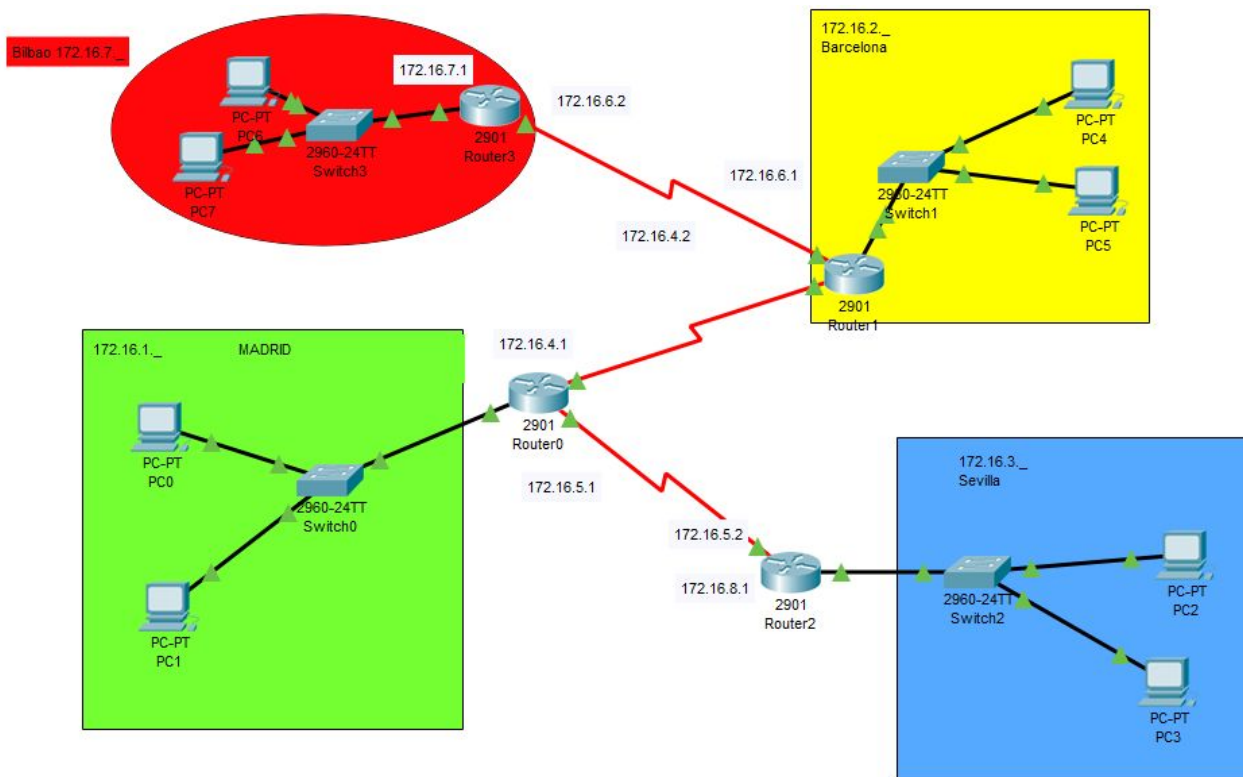 Bilbao 172.16.7._
172.16.7.1
PC-PT
PC6
PC-PT
PC7
2960-24TT
Switch3
2901
Router3
172.16.6.2
172.16.2._
Barcelona
PC-PT
PC4
2960-24TT
Switch1
PC-PT
PC5
172.16.6.1
172.16.4.2
2901
Router1
172.16.1._ MADRID
172.16.4.1
PC-PT
PC0
2960-24TT
Switch0
PC-PT
PC1
2901
Router0
172.16.5.1
172.16.5.2
172.16.8.1
2901
Router2
172.16.3._
Sevilla
2960-24TT
Switch2
PC-PT
PC2
PC-PT
PC3